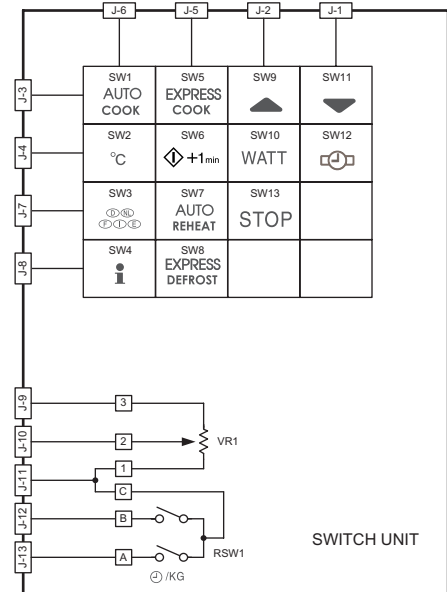 J-6 J-5 J-2 J-1
J-3
SW1 SW5 SW9 SW11
AUTO EXPRESS
COOK COOK
J-4
SW2 SW6 SW10 SW12
°C +1min WATT
J-7
SW3 SW7 SW13
D NL AUTO STOP
F I E REHEAT
J-8
SW4 SW8
i EXPRESS
DEFROST
J-9 3
J-10 2 VR1
J-11 1
C
J-12 B
J-13 A RSW1
/KG
SWITCH UNIT